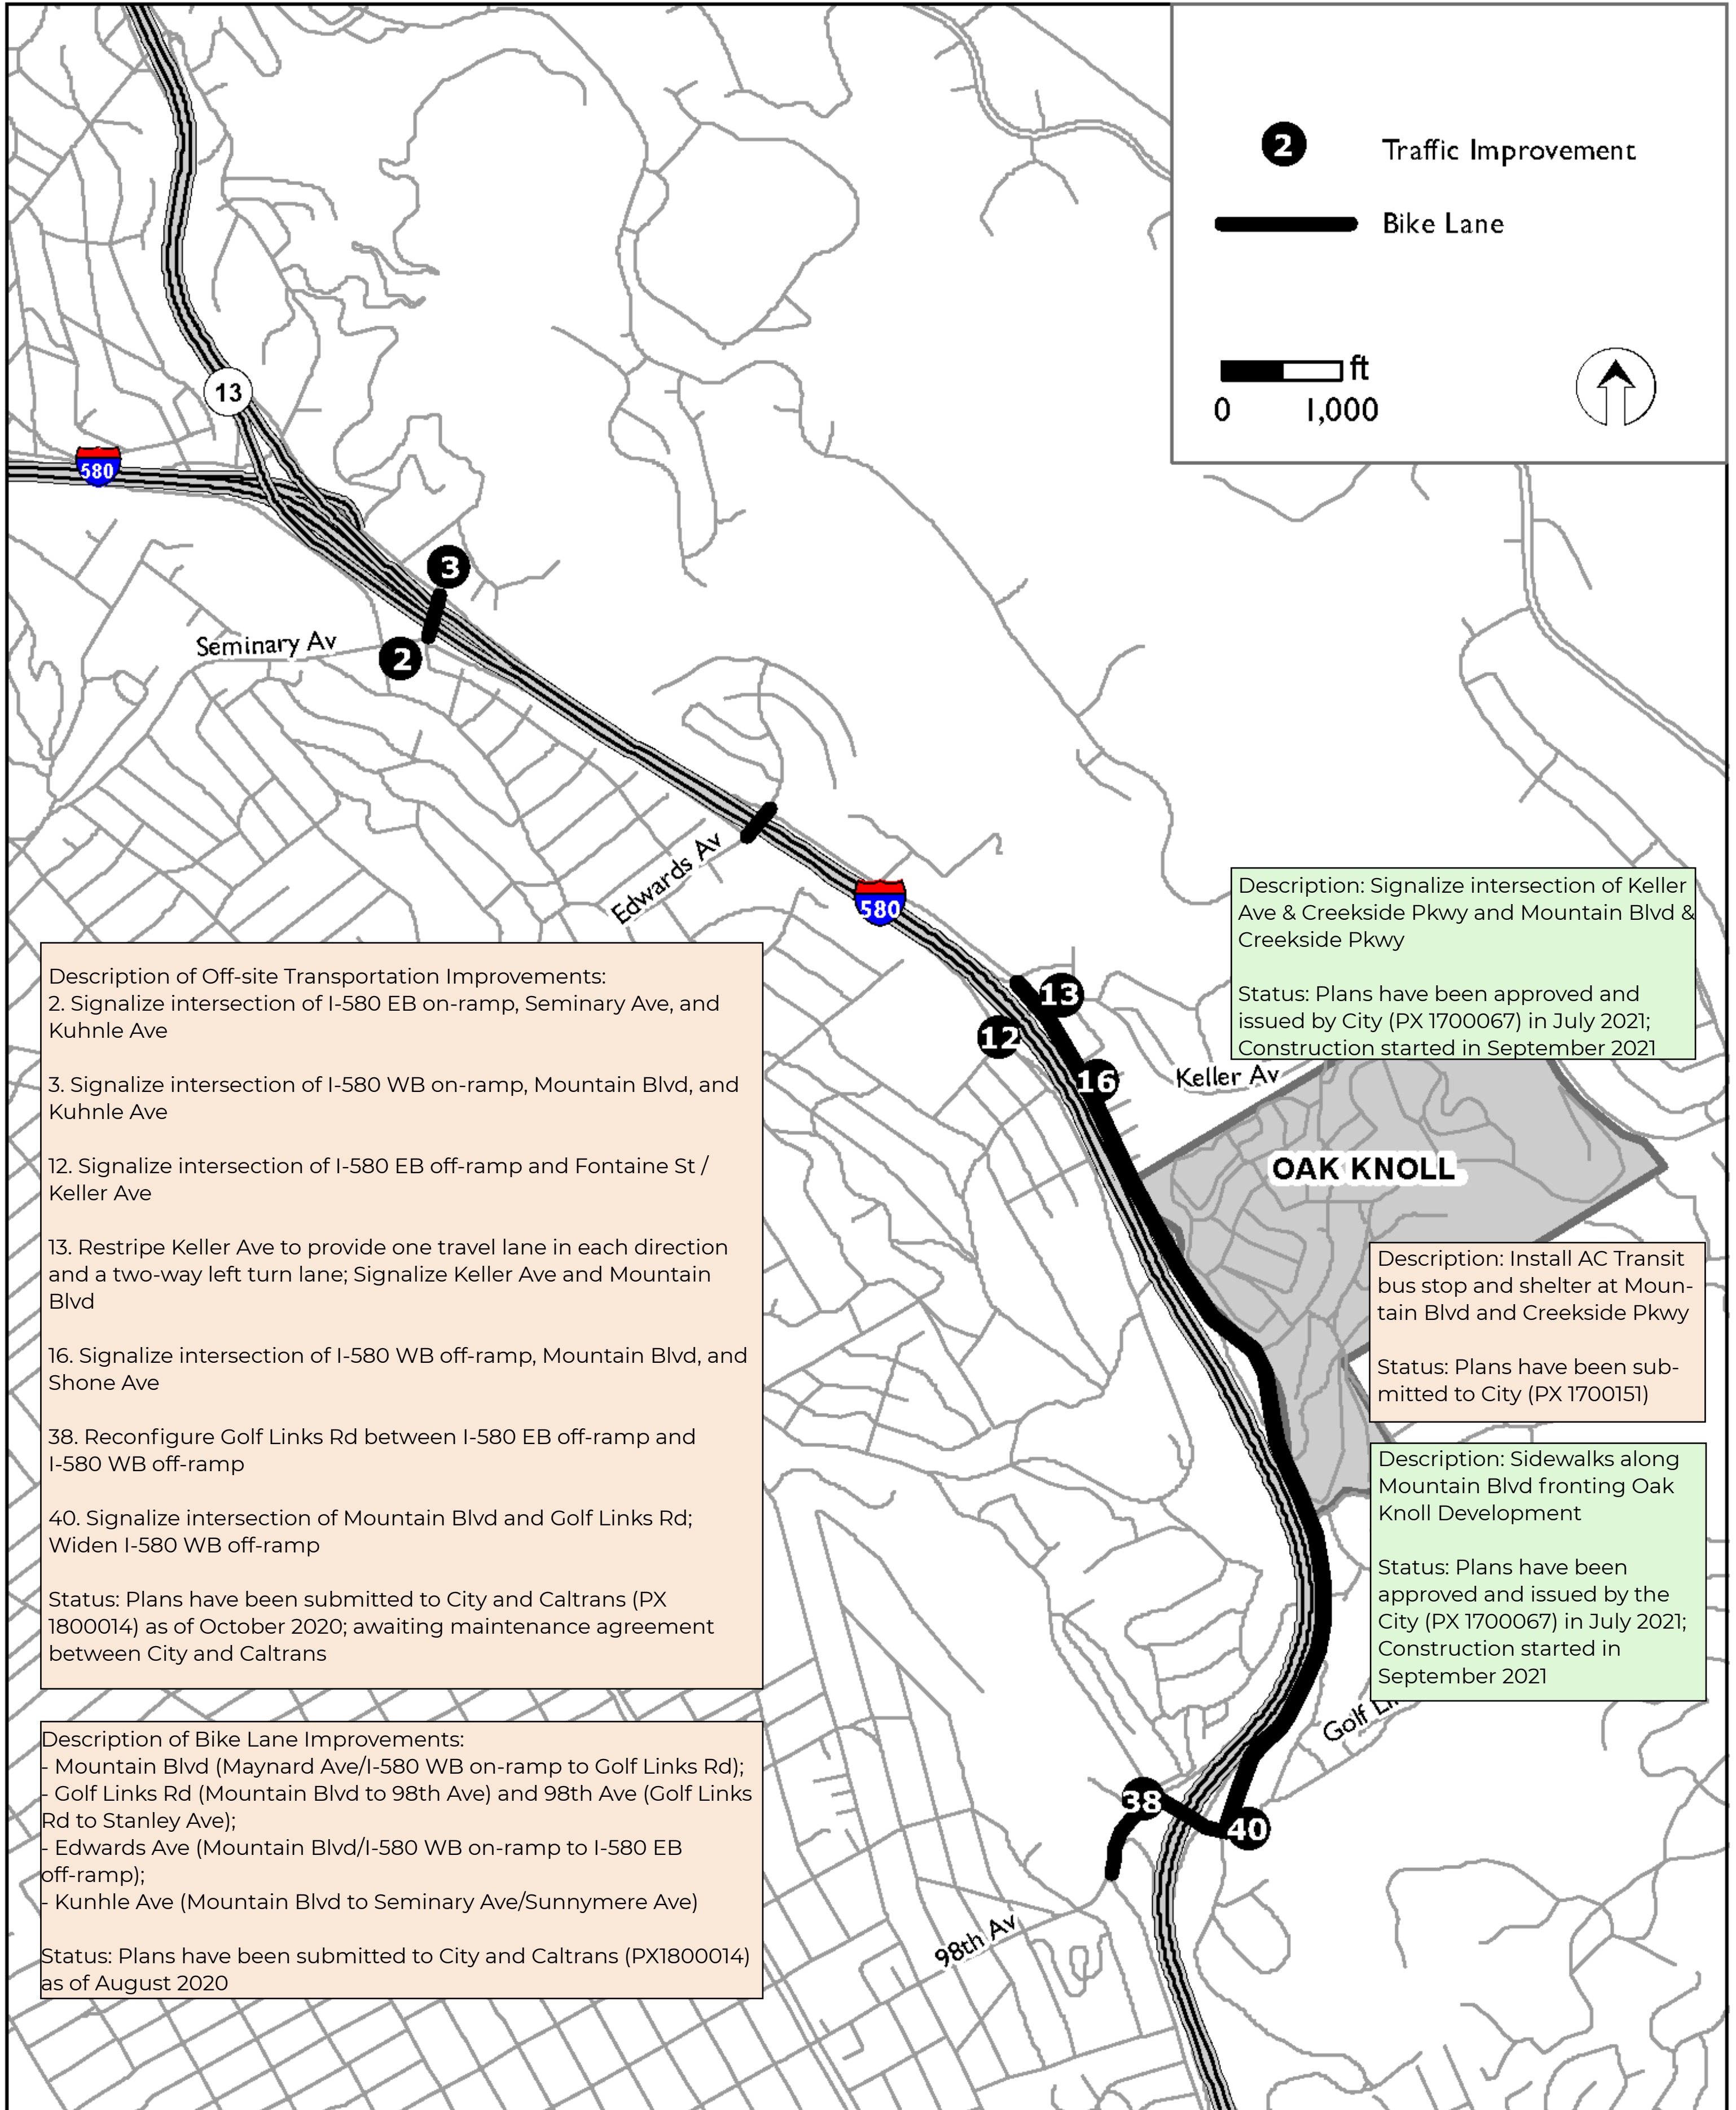 2 Traffic Improvement
Bike Lane
ft
0 1,000
13
580
3
Seminary Av
2
Edwards Av
580
Description: Signalize intersection of Keller
Ave & Creekside Pkwy and Mountain Blvd &
Creekside Pkwy
Status: Plans have been approved and
issued by City (PX 1700067) in July 2021;
Construction started in September 2021
Description of Off-site Transportation Improvements:
2. Signalize intersection of I-580 EB on-ramp, Seminary Ave, and
Kuhnle Ave
3. Signalize intersection of I-580 WB on-ramp, Mountain Blvd, and
Kuhnle Ave
12. Signalize intersection of I-580 EB off-ramp and Fontaine St /
Keller Ave
13. Restripe Keller Ave to provide one travel lane in each direction
and a two-way left turn lane; Signalize Keller Ave and Mountain
Blvd
16. Signalize intersection of I-580 WB off-ramp, Mountain Blvd, and
Shone Ave
38. Reconfigure Golf Links Rd between I-580 EB off-ramp and
I-580 WB off-ramp
40. Signalize intersection of Mountain Blvd and Golf Links Rd;
Widen I-580 WB off-ramp
Status: Plans have been submitted to City and Caltrans (PX
1800014) as of October 2020; awaiting maintenance agreement
between City and Caltrans
13
12
16
Keller Av
OAK KNOLL
Description: Install AC Transit
bus stop and shelter at Moun-
tain Blvd and Creekside Pkwy
Status: Plans have been sub-
mitted to City (PX 1700151)
Description: Sidewalks along
Mountain Blvd fronting Oak
Knoll Development
Status: Plans have been
approved and issued by the
City (PX 1700067) in July 2021;
Construction started in
September 2021
Golf
38
40
98th Av
Description of Bike Lane Improvements:
- Mountain Blvd (Maynard Ave/I-580 WB on-ramp to Golf Links Rd);
- Golf Links Rd (Mountain Blvd to 98th Ave) and 98th Ave (Golf Links
Rd to Stanley Ave);
- Edwards Ave (Mountain Blvd/I-580 WB on-ramp to I-580 EB
off-ramp);
- Kunhle Ave (Mountain Blvd to Seminary Ave/Sunnymere Ave)
Status: Plans have been submitted to City and Caltrans (PX1800014)
as of August 2020